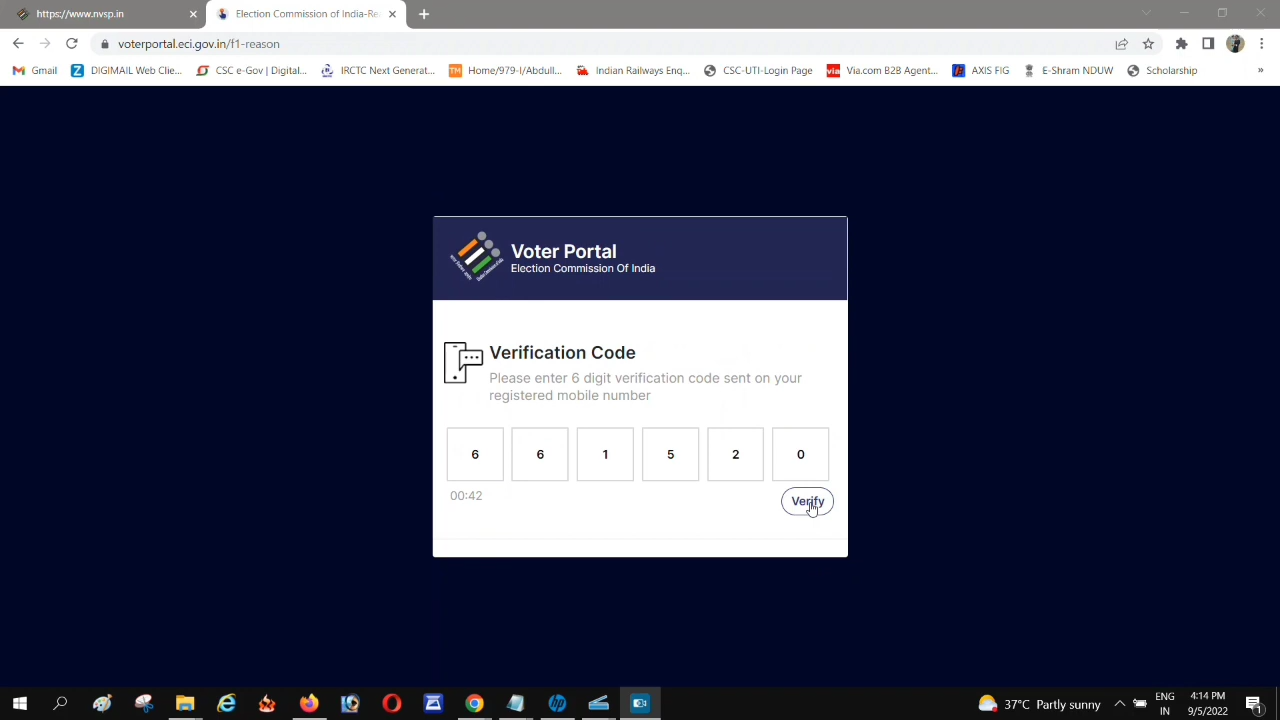 https://www.nvsp.in
Election Commission of India-Re
voterportal.eci.gov.in/f1-reason
Gmail
DIGIMAIL Web Clie...
CSC e-Gov | Digital...
IRCTC Next Generat...
TM
Home/979-J/Abdull...
Indian Railways Enq...
CSC-UTI-Login Page
via
Via.com B2B Agent...
AXIS FIG
E-Shram NDUW
Scholarship
»
Voter Portal
Election Commission Of India
Verification Code
Please enter 6 digit verification code sent on your
registered mobile number
6 6 1 5 2 0
00:42
Verify
37°C Partly sunny
ENG
IN
4:14 PM
9/5/2022
1